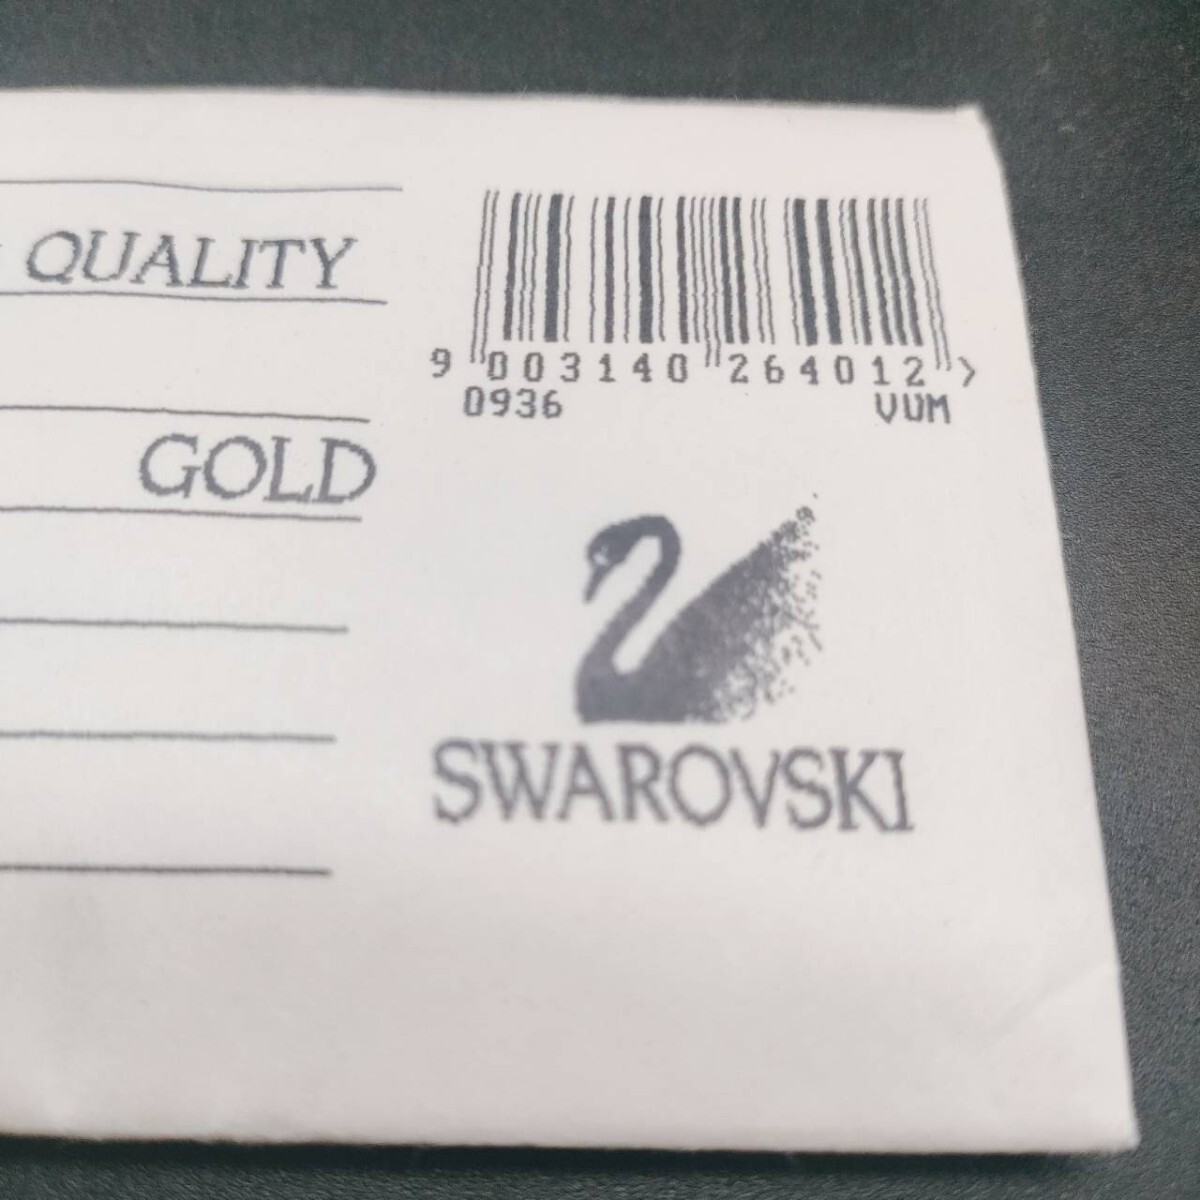 QUALITY
GOLD
9 003140 264012 >
0936 VUM
SWAROVSKI